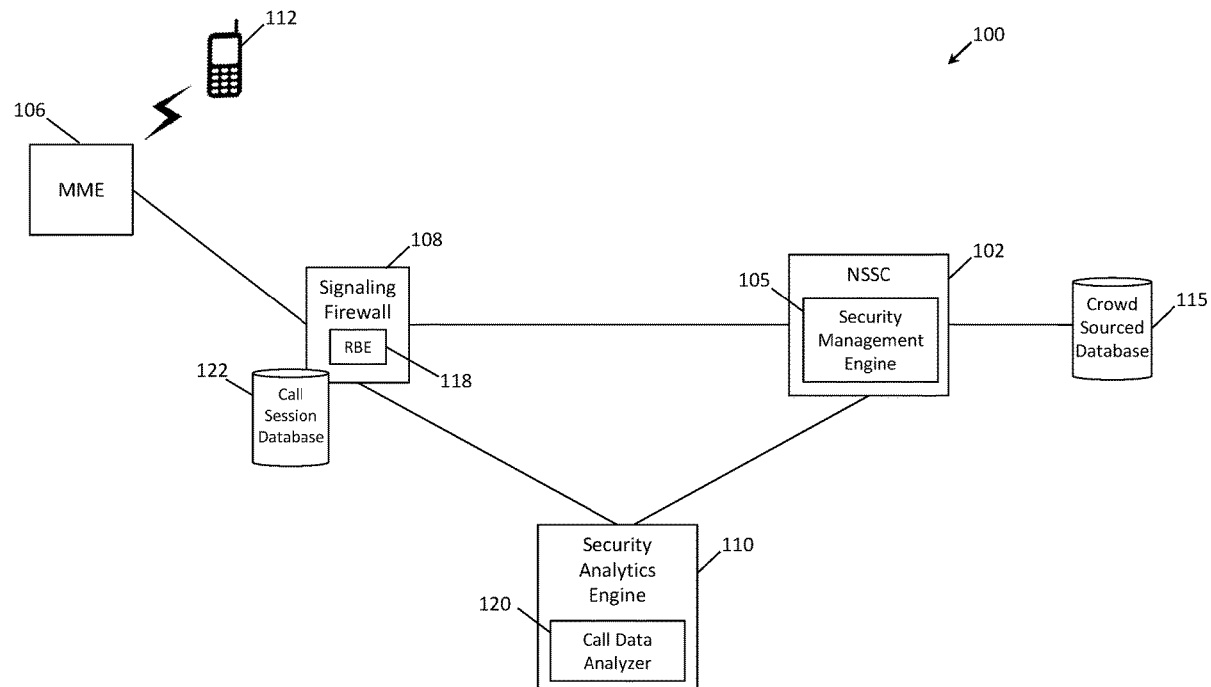 112
100
106
MME
108
Signaling
Firewall
RBE
118
122
Call
Session
Database
102
NSSC
105
Security
Management
Engine
Crowd
Sourced
Database
115
Security
Analytics
Engine
110
120
Call Data
Analyzer